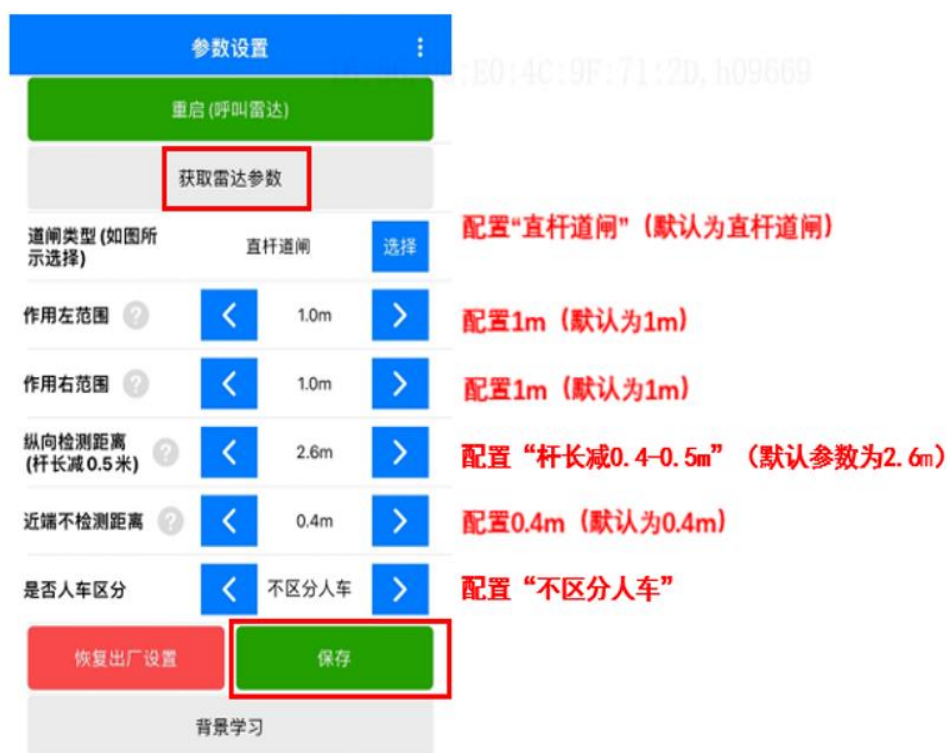 参数设置
:E0:4C:9F:71:2D, h09669
重启(呼叫雷达)
获取雷达参数
道闸类型(如图所
示选择)
直杆道闸
选择
配置“直杆道闸”（默认为直杆道闸）
作用左范围
?
1.0m
配置1m（默认为1m）
作用右范围
?
1.0m
配置1m（默认为1m）
纵向检测距离
(杆长减0.5米)
?
2.6m
配置“杆长减0.4-0.5m”（默认参数为2.6m）
近端不检测距离
?
0.4m
配置0.4m（默认为0.4m）
是否人车区分
不区分人车
配置“不区分人车”
恢复出厂设置
保存
背景学习